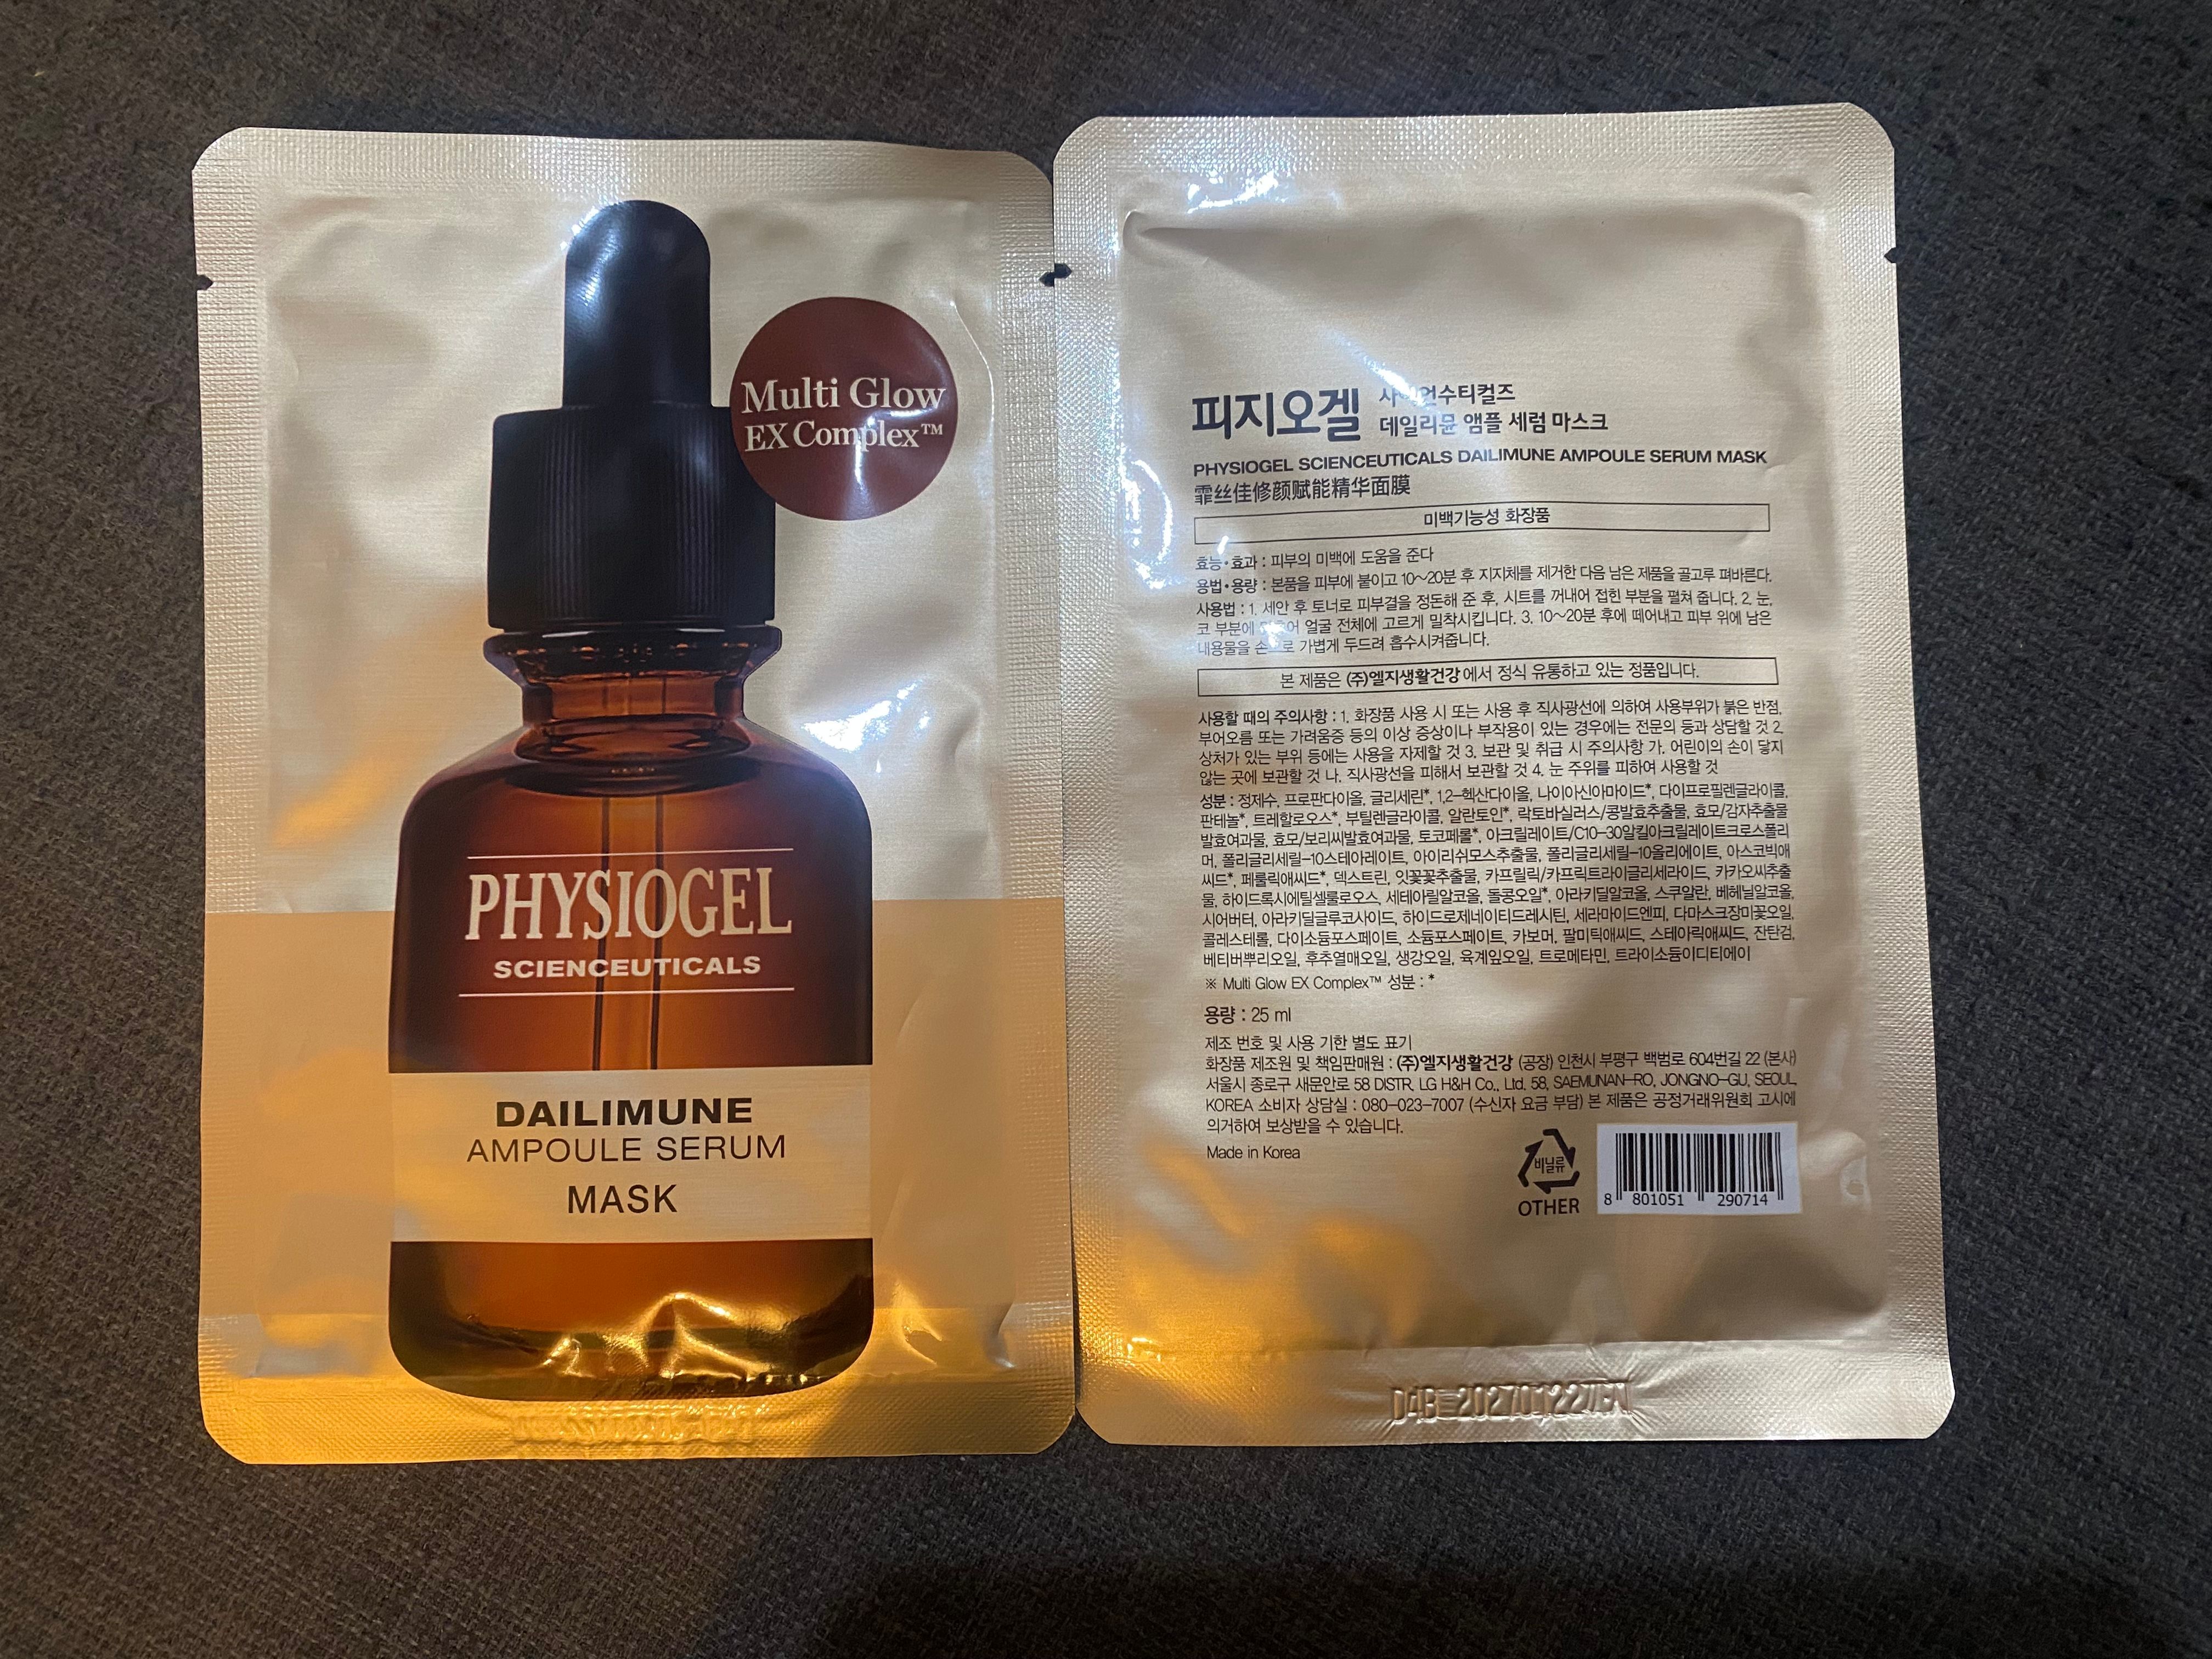 Multi Glow
EX Complex™
PHYSIOGEL
SCIENCEUTICALS
DAILIMUNE
AMPOULE SERUM
MASK
피지오겔
언수티컬즈
데일리뮨 앰플 세럼 마스크
PHYSIOGEL SCIENCEUTICALS DAILIMUNE AMPOULE SERUM MASK
霏丝佳修颜赋能精华面膜
미백기능성 화장품
효능•효과 : 피부의 미백에 도움을 준다
용법•용량 : 본품을 피부에 붙이고 10~20분 후 지지체를 제거한 다음 남은 제품을 골고루 펴바른다.
사용법 : 1. 세안 후 토너로 피부결을 정돈해 준 후, 시트를 꺼내어 접힌 부분을 펼쳐 줍니다. 2. 눈,
코 부분에 얼굴 전체에 고르게 밀착시킵니다. 3. 10~20분 후에 떼어내고 피부 위에 남은
내용물을 가볍게 두드려 흡수시켜줍니다.
본 제품은 (주)엘지생활건강에서 정식 유통하고 있는 정품입니다.
사용할 때의 주의사항 : 1. 화장품 사용 시 또는 사용 후 직사광선에 의하여 사용부위가 붉은 반점,
부어오름 또는 가려움증 등의 이상 증상이나 부작용이 있는 경우에는 전문의 등과 상담할 것 2.
상처가 있는 부위 등에는 사용을 자제할 것 3. 보관 및 취급 시 주의사항 가. 어린이의 손이 닿지
않는 곳에 보관할 것 나. 직사광선을 피해서 보관할 것 4. 눈 주위를 피하여 사용할 것
성분 : 정제수, 프로판다이올, 글리세린*, 1,2-헥산다이올, 나이아신아마이드*, 다이프로필렌글라이콜,
판테놀*, 트레할로오스*, 부틸렌글라이콜, 알란토인*, 락토바실러스/콩발효추출물, 효모/감자추출물
발효여과물, 효모/보리씨발효여과물, 토코페롤*, 아크릴레이트/C10-30알킬아크릴레이트크로스폴리
머, 폴리글리세릴-10스테아레이트, 아이리쉬모스추출물, 폴리글리세릴-10올리에이트, 아스코빅애
씨드*, 페룰릭애씨드*, 덱스트린, 잇꽃꽃추출물, 카프릴릭/카프릭트라이글리세라이드, 카카오씨추출
물, 하이드록시에틸셀룰로오스, 세테아릴알코올, 돌콩오일*, 아라키딜알코올, 스쿠알란, 베헤닐알코올,
시어버터, 아라키딜글루코사이드, 하이드로제네이티드레시틴, 세라마이드엔피, 다마스크장미꽃오일,
콜레스테롤, 다이소듐포스페이트, 소듐포스페이트, 카보머, 팔미틱애씨드, 스테아릭애씨드, 잔탄검,
베티버뿌리오일, 후추열매오일, 생강오일, 육계잎오일, 트로메타민, 트라이소듐이디티에이
※ Multi Glow EX Complex™ 성분 : *
용량 : 25 ml
제조 번호 및 사용 기한 별도 표기
화장품 제조원 및 책임판매원 : (주)엘지생활건강 (공장) 인천시 부평구 백범로 604번길 22 (본사)
서울시 종로구 새문안로 58 DISTR. LG H&H Co., Ltd. 58, SAEMUNAN-RO, JONGNO-GU, SEOUL,
KOREA 소비자 상담실 : 080-023-7007 (수신자 요금 부담) 본 제품은 공정거래위원회 고시에
의거하여 보상받을 수 있습니다.
Made in Korea
비닐류
OTHER
8 801051 290714
D4B 20270122까지